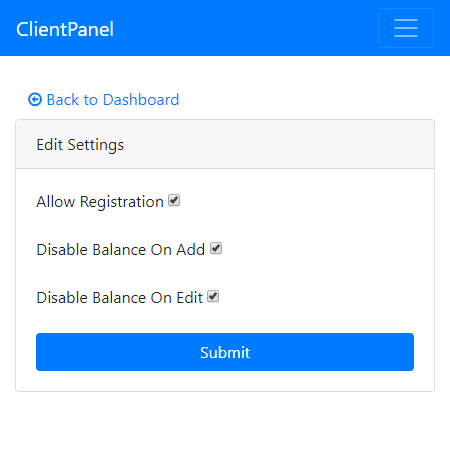 ClientPanel
Back to Dashboard
Edit Settings
Allow Registration
Disable Balance On Add
Disable Balance On Edit
Submit